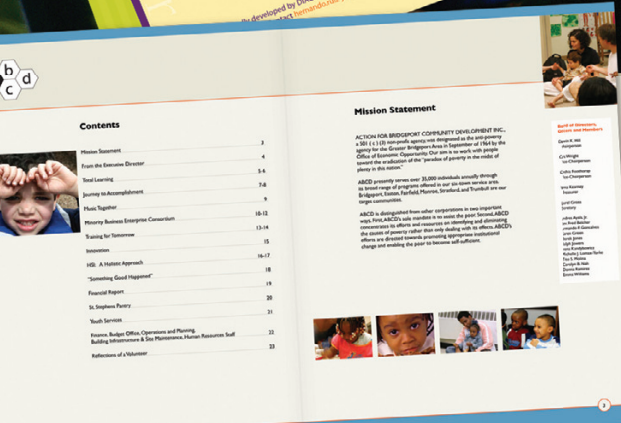 developed by
b
d
c
Contents
Mission Statement 3
From the Executive Director 4
Total Learning 5-6
Journey to Accomplishment 7-8
Music Together 9
Minority Business Enterprise Consortium 10-12
Training for Tomorrow 13-14
Innovation 15
HSI: A Holistic Approach 16-17
"Something Good Happened" 18
Financial Report 19
St. Stephens Pantry 20
Youth Services 21
Finance, Budget Office, Operations and Planning,
Building Infrastructure & Site Maintenance, Human Resources Staff 22
Reflections of a Volunteer 23
Mission Statement
ACTION FOR BRIDGEPORT COMMUNITY DEVELOPMENT INC.,
a 501 ( c ) (3) non-profit agency, was designated as the anti-poverty
agency for the Greater Bridgeport Area in September of 1964 by the
Office of Economic Opportunity. Our aim is to work with people
toward the eradication of the "paradox of poverty in the midst of
plenty in this nation."
ABCD presently serves over 35,000 individuals annually through
its broad range of programs offered in our six-town service area.
Bridgeport, Easton, Fairfield, Monroe, Stratford, and Trumbull are our
target communities.
ABCD is distinguished from other corporations in two important
ways. First, ABCD's sole mandate is to assist the poor. Second, ABCD
concentrates its efforts and resources on identifying and eliminating
the causes of poverty rather than only dealing with its effects. ABCD's
efforts are directed towards promoting appropriate institutional
change and enabling the poor to become self-sufficient.
Board of Directors,
Officers and Members
3